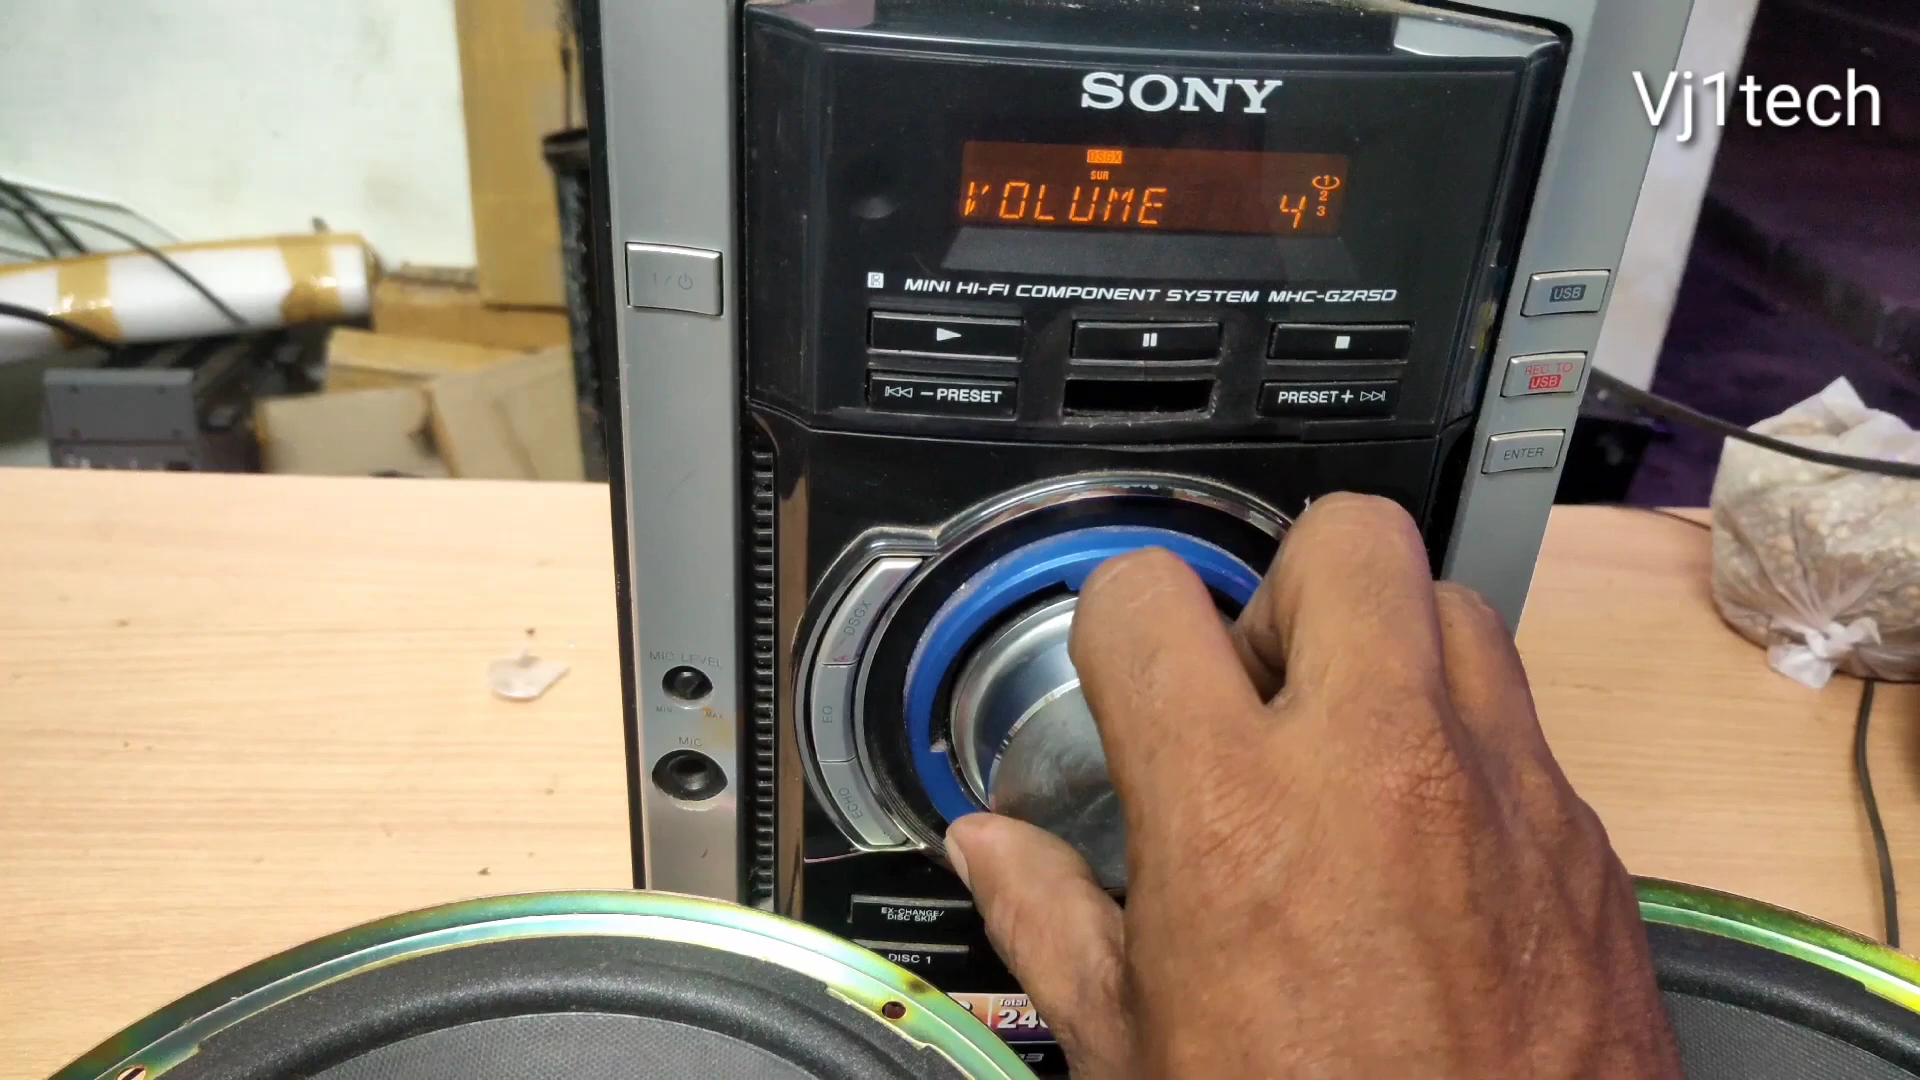 Vj1tech
SONY
DSGX
SUR
VOLUME 4
1
2
3
I / ⏻
MINI HI-FI COMPONENT SYSTEM MHC-GZR5D
USB
REC TO
USB
ENTER
– PRESET
PRESET +
DSGX
EQ
ECHO
MIC LEVEL
MIN MAX
MIC
EX-CHANGE/
DISC SKIP
DISC 1
Total